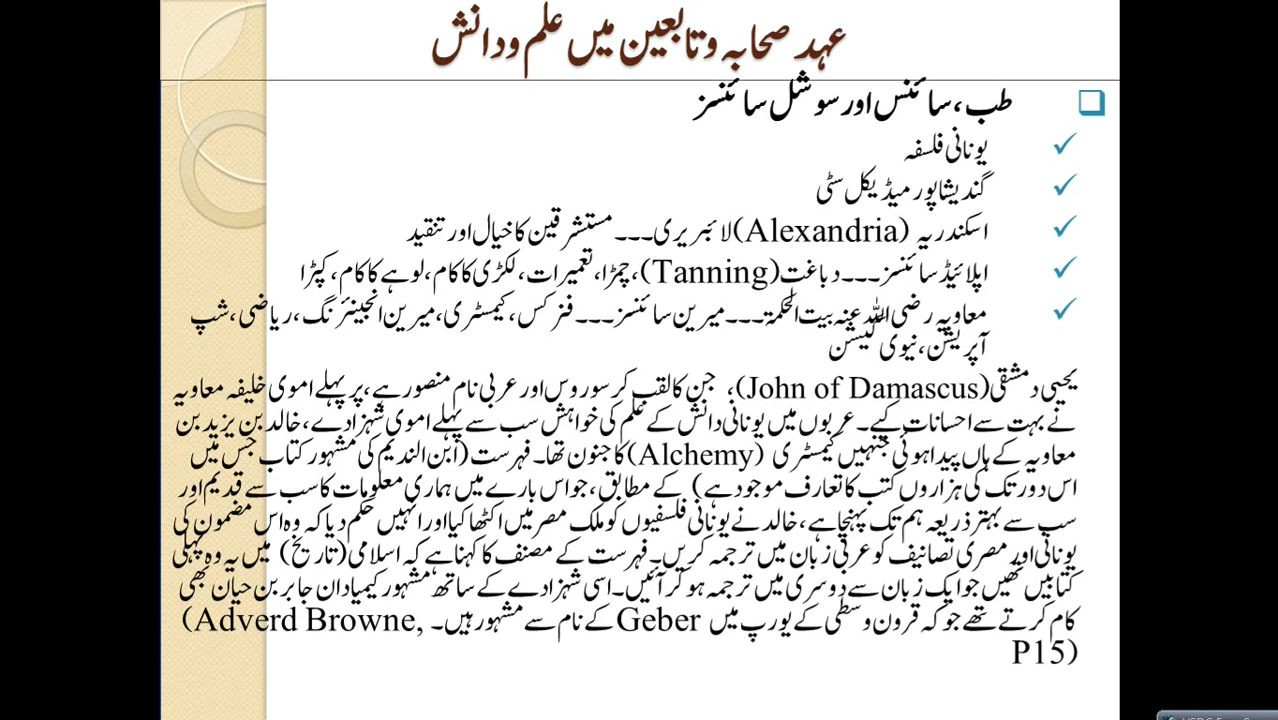 عہد صحابہ و تابعین میں علم و دانش
طب، سائنس اور سوشل سائنسز
یونانی فلسفہ
گندیشاپور میڈیکل سٹی
اسکندریہ (Alexandria) لائبریری۔۔۔ مستشرقین کا خیال اور تنقید
اپلائیڈ سائنسز۔۔۔ دباغت (Tanning)، چمڑا، تعمیرات، لکڑی کا کام، لوہے کا کام، کپڑا
معاویہ رضی اللہ عنہ بیت الحکمۃ۔۔۔ میرین سائنسز۔۔۔ فزکس، کیمسٹری، میرین انجینئرنگ، ریاضی، شپ
آپریشن، نیوی گیشن
یحیی دمشقی (John of Damascus)، جن کا لقب کرسوروس اور عربی نام منصور ہے، پر پہلے اموی خلیفہ معاویہ
نے بہت سے احسانات کیے۔ عربوں میں یونانی دانش کے علم کی خواہش سب سے پہلے اموی شہزادے، خالد بن یزید بن
معاویہ کے ہاں پیدا ہوئی جنہیں کیمسٹری (Alchemy) کا جنون تھا۔ فہرست (ابن الندیم کی مشہور کتاب جس میں
اس دور تک کی ہزاروں کتب کا تعارف موجود ہے) کے مطابق، جو اس بارے میں ہماری معلومات کا سب سے قدیم اور
سب سے بہتر ذریعہ ہم تک پہنچا ہے، خالد نے یونانی فلسفیوں کو ملک مصر میں اکٹھا کیا اور انہیں حکم دیا کہ وہ اس مضمون کی
یونانی اور مصری تصانیف کو عربی زبان میں ترجمہ کریں۔ فہرست کے مصنف کا کہنا ہے کہ اسلامی (تاریخ) میں یہ وہ پہلی
کتابیں تھیں جو ایک زبان سے دوسری میں ترجمہ ہو کر آئیں۔ اسی شہزادے کے ساتھ مشہور کیمیادان جابر بن حیان بھی
کام کرتے تھے جو کہ قرون وسطی کے یورپ میں Geber کے نام سے مشہور ہیں۔ (Adverd Browne,
P15)